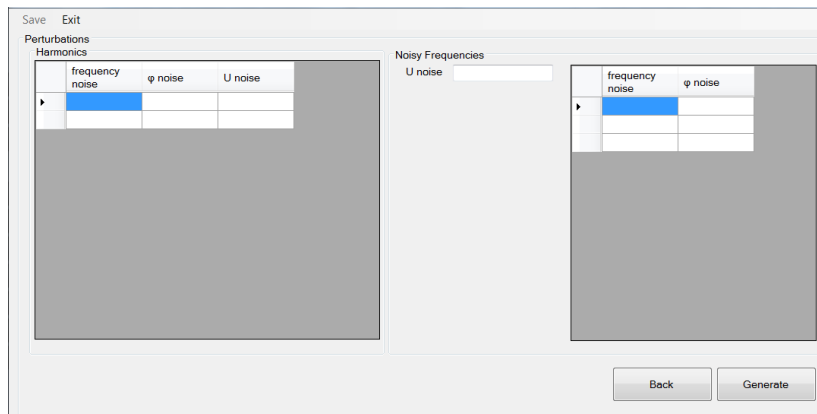 Save Exit
Perturbations
Harmonics
frequency noise φ noise U noise
Noisy Frequencies
U noise
frequency noise φ noise
Back Generate